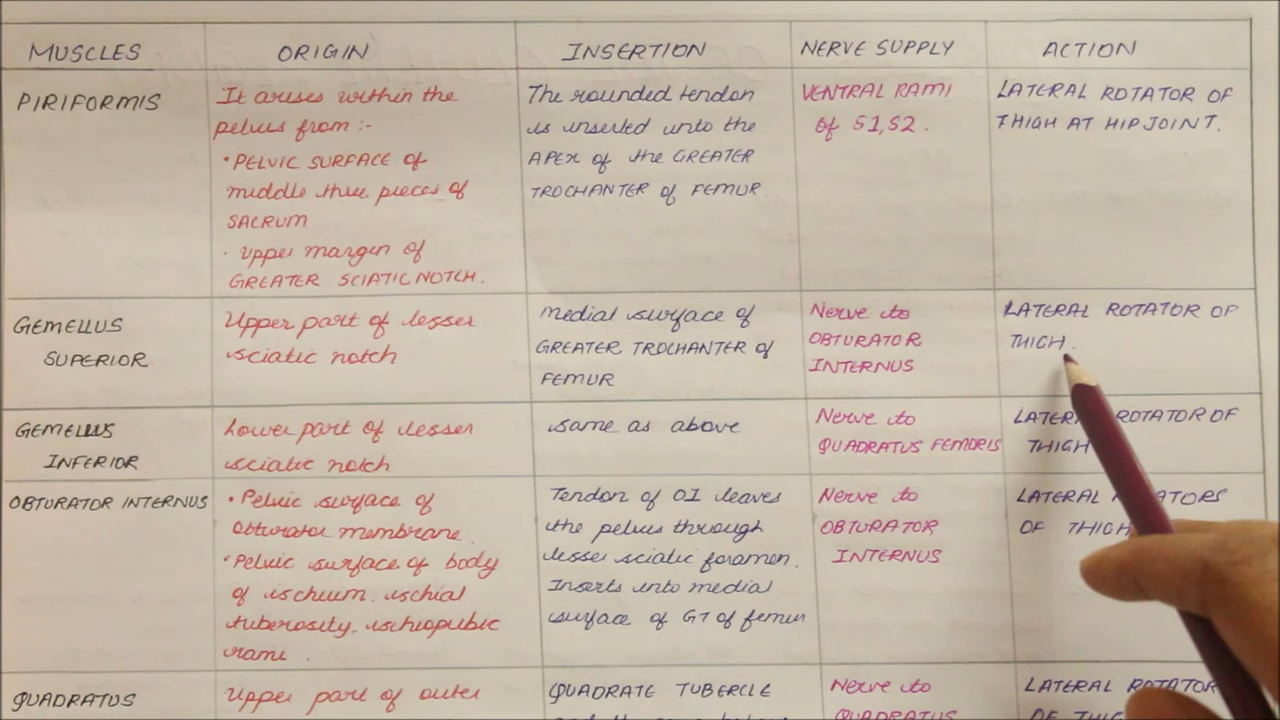 MUSCLES ORIGIN INSERTION NERVE SUPPLY ACTION
PIRIFORMIS
It arises within the
pelvis from :-
• PELVIC SURFACE of
middle three pieces of
SACRUM
• Upper margin of
GREATER SCIATIC NOTCH.
The rounded tendon
is inserted into the
APEX of the GREATER
TROCHANTER of FEMUR
VENTRAL RAMI
of S1, S2.
LATERAL ROTATOR OF
THIGH AT HIP JOINT.
GEMELLUS
SUPERIOR
Upper part of lesser
sciatic notch
medial surface of
GREATER TROCHANTER of
FEMUR
Nerve to
OBTURATOR
INTERNUS
LATERAL ROTATOR OF
THIGH.
GEMELLUS
INFERIOR
Lower part of lesser
sciatic notch
same as above
Nerve to
QUADRATUS FEMORIS
ROTATOR OF
THIGH
OBTURATOR INTERNUS
• Pelvic surface of
Obturator membrane.
• Pelvic surface of body
of ischium. ischial
tuberosity, ischiopubic
rami.
Tendon of OI leaves
the pelvis through
lesser sciatic foramen.
Inserts into medial
surface of GT of femur
Nerve to
OBTURATOR
INTERNUS
LATERAL
OF THIGH
QUADRATUS
Upper part of outer
QUADRATE TUBERCLE
Nerve to
QUADRATUS
LATERAL ROTATOR